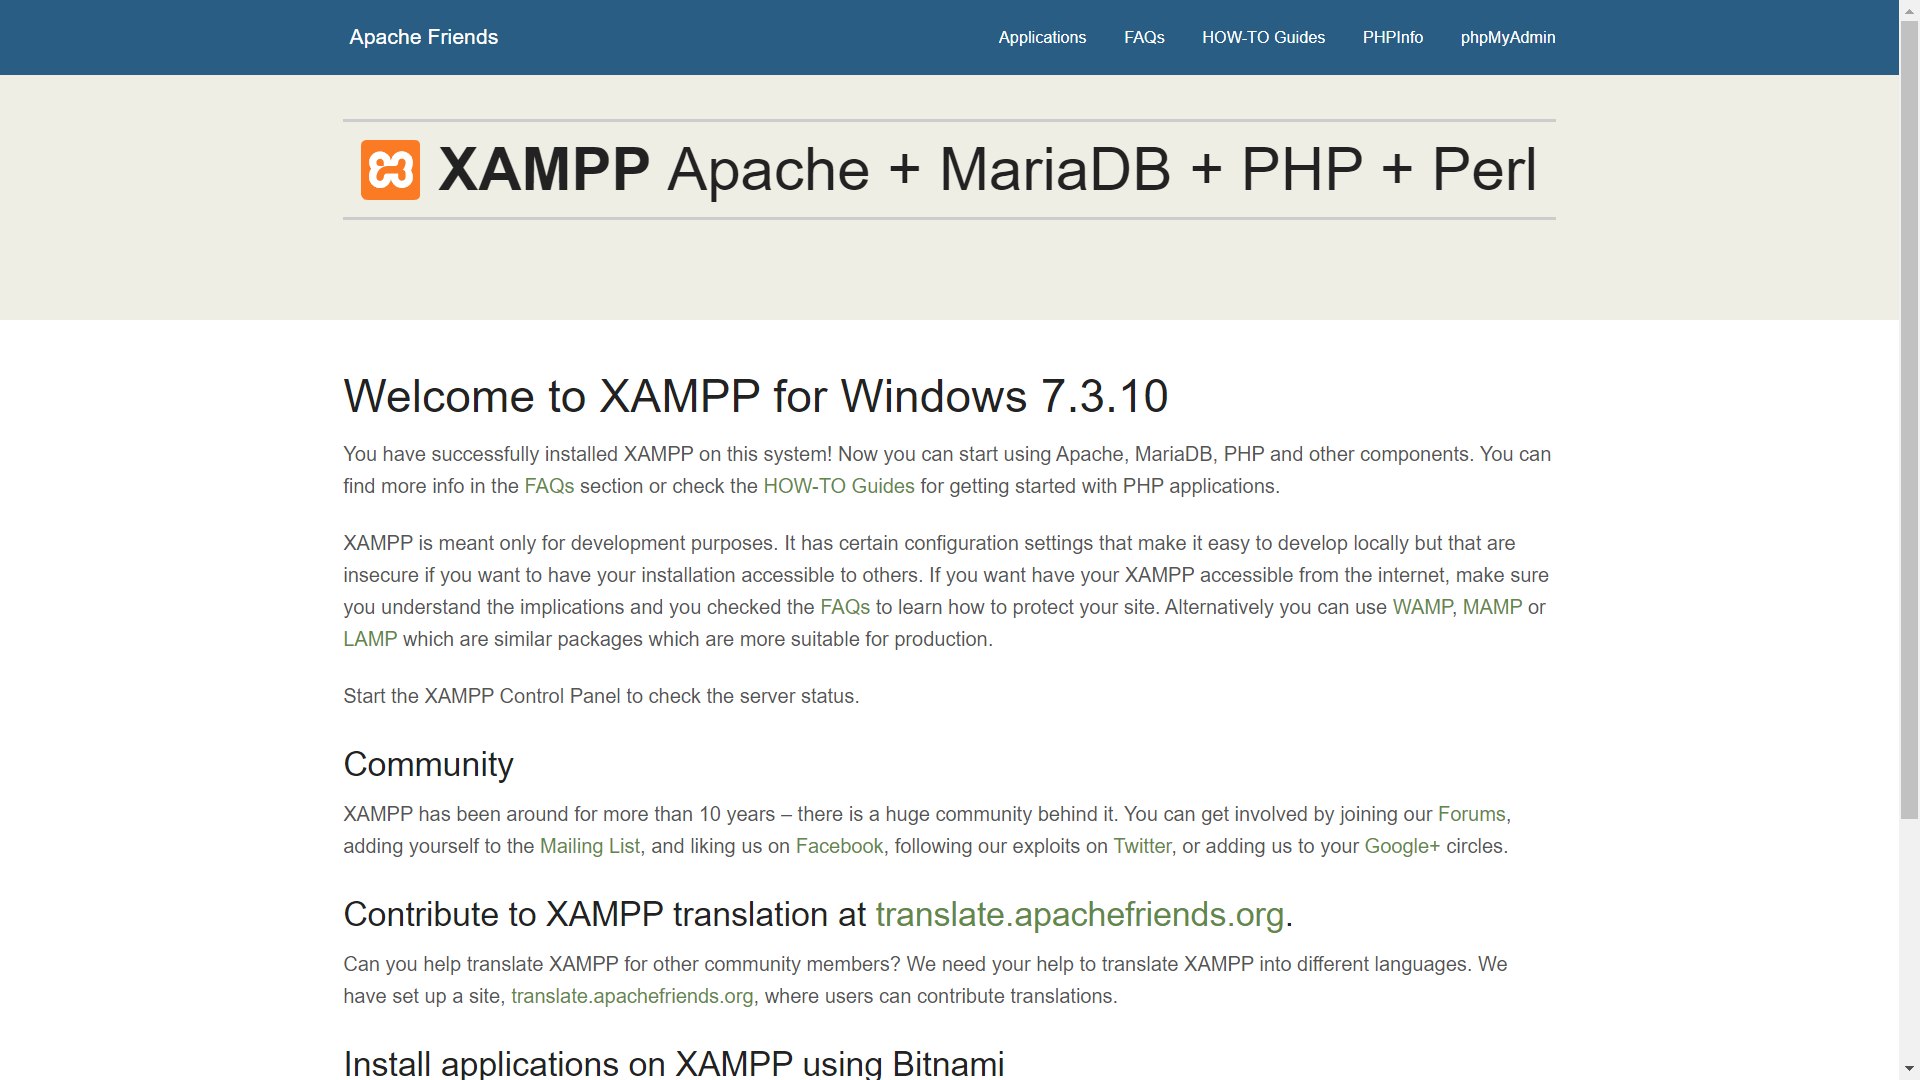 Apache Friends
Applications
FAQs
HOW-TO Guides
PHPInfo
phpMyAdmin
XAMPP Apache + MariaDB + PHP + Perl
Welcome to XAMPP for Windows 7.3.10
You have successfully installed XAMPP on this system! Now you can start using Apache, MariaDB, PHP and other components. You can
find more info in the FAQs section or check the HOW-TO Guides for getting started with PHP applications.
XAMPP is meant only for development purposes. It has certain configuration settings that make it easy to develop locally but that are
insecure if you want to have your installation accessible to others. If you want have your XAMPP accessible from the internet, make sure
you understand the implications and you checked the FAQs to learn how to protect your site. Alternatively you can use WAMP, MAMP or
LAMP which are similar packages which are more suitable for production.
Start the XAMPP Control Panel to check the server status.
Community
XAMPP has been around for more than 10 years – there is a huge community behind it. You can get involved by joining our Forums,
adding yourself to the Mailing List, and liking us on Facebook, following our exploits on Twitter, or adding us to your Google+ circles.
Contribute to XAMPP translation at translate.apachefriends.org.
Can you help translate XAMPP for other community members? We need your help to translate XAMPP into different languages. We
have set up a site, translate.apachefriends.org, where users can contribute translations.
Install applications on XAMPP using Bitnami